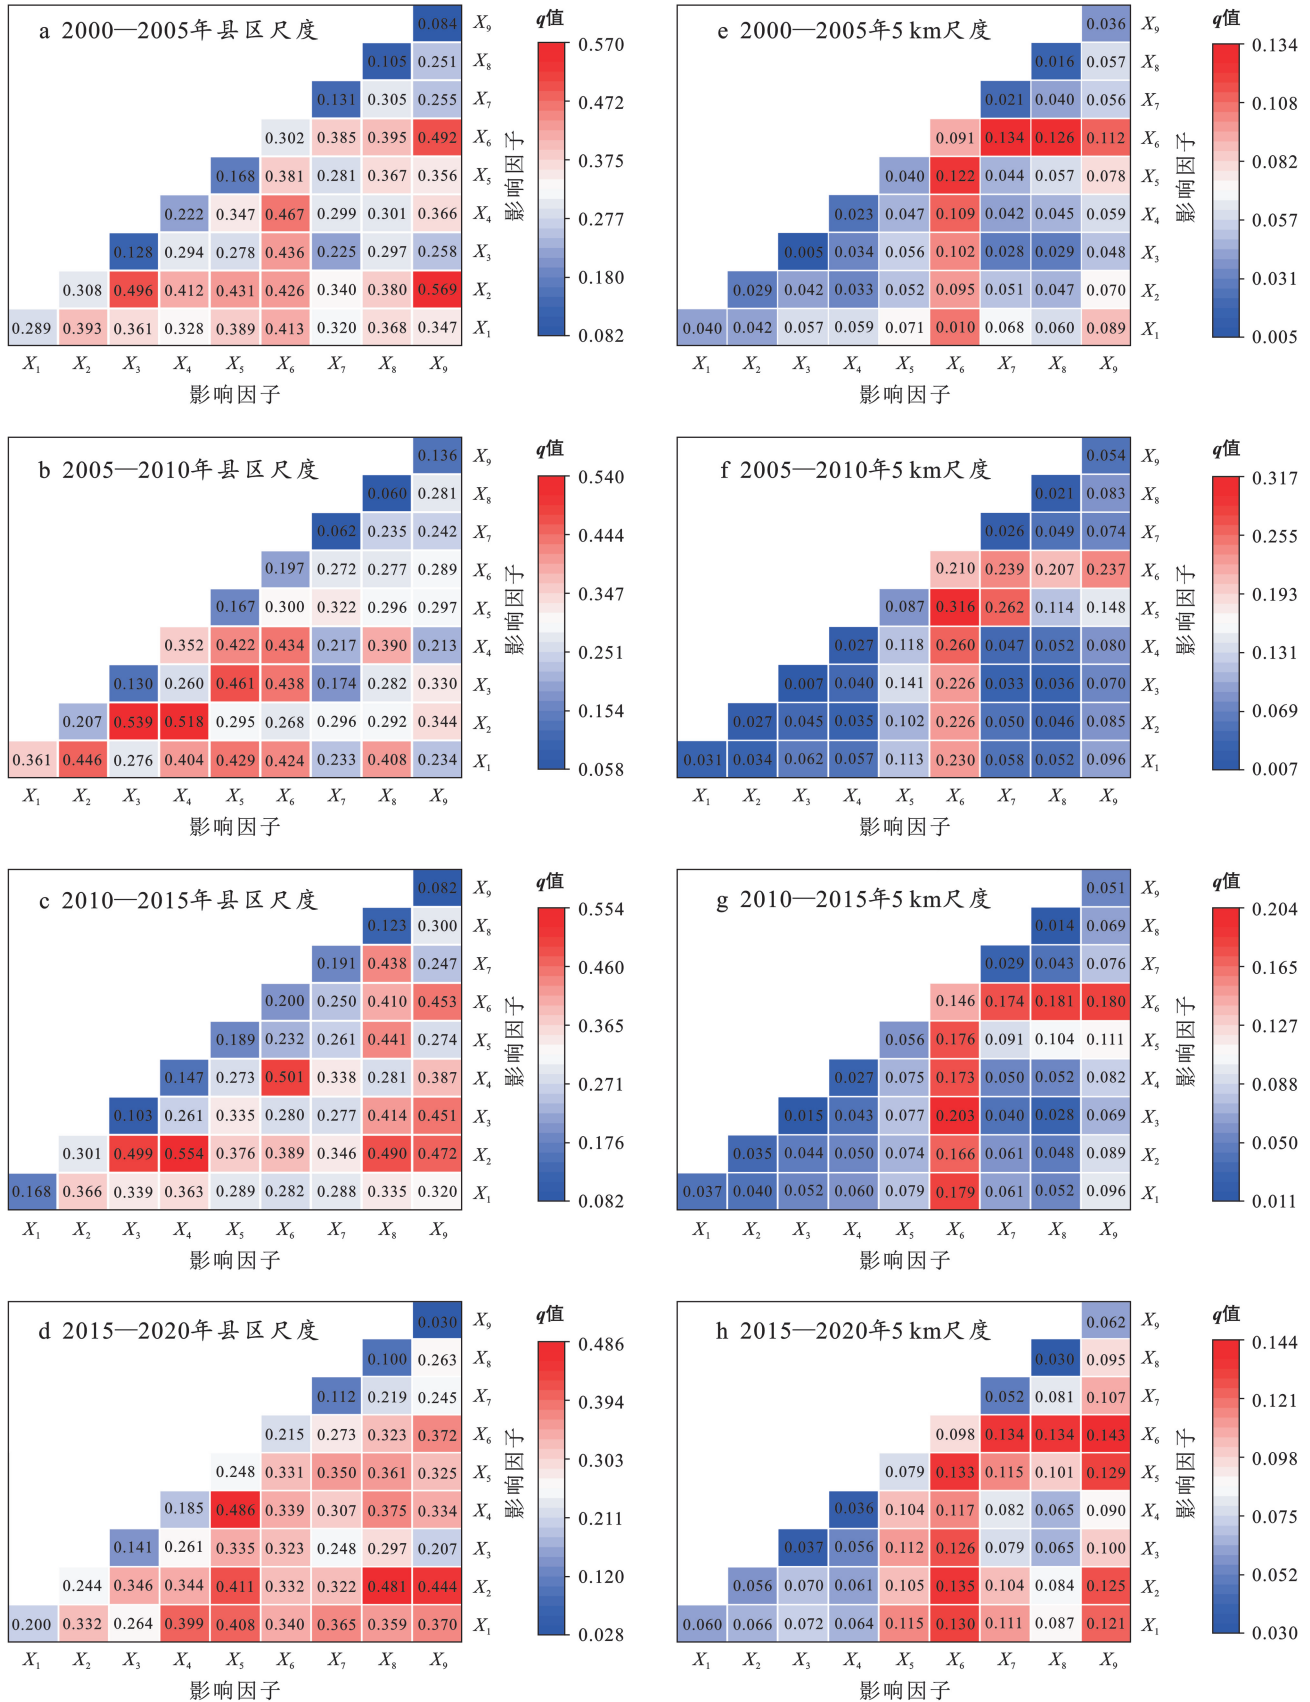 a 2000—2005年县区尺度
0.084 X9
0.105 0.251 X8
0.131 0.305 0.255 X7
0.302 0.385 0.395 0.492 X6
0.168 0.381 0.281 0.367 0.356 X5
0.222 0.347 0.467 0.299 0.301 0.366 X4
0.128 0.294 0.278 0.436 0.225 0.297 0.258 X3
0.308 0.496 0.412 0.431 0.426 0.340 0.380 0.569 X2
0.289 0.393 0.361 0.328 0.389 0.413 0.320 0.368 0.347 X1
X1 X2 X3 X4 X5 X6 X7 X8 X9
影响因子
影响因子
q值
0.570
0.472
0.375
0.277
0.180
0.082
e 2000—2005年5 km尺度
0.036 X9
0.016 0.057 X8
0.021 0.040 0.056 X7
0.091 0.134 0.126 0.112 X6
0.040 0.122 0.044 0.057 0.078 X5
0.023 0.047 0.109 0.042 0.045 0.059 X4
0.005 0.034 0.056 0.102 0.028 0.029 0.048 X3
0.029 0.042 0.033 0.052 0.095 0.051 0.047 0.070 X2
0.040 0.042 0.057 0.059 0.071 0.010 0.068 0.060 0.089 X1
X1 X2 X3 X4 X5 X6 X7 X8 X9
影响因子
影响因子
q值
0.134
0.108
0.082
0.057
0.031
0.005
b 2005—2010年县区尺度
0.136 X9
0.060 0.281 X8
0.062 0.235 0.242 X7
0.197 0.272 0.277 0.289 X6
0.167 0.300 0.322 0.296 0.297 X5
0.352 0.422 0.434 0.217 0.390 0.213 X4
0.130 0.260 0.461 0.438 0.174 0.282 0.330 X3
0.207 0.539 0.518 0.295 0.268 0.296 0.292 0.344 X2
0.361 0.446 0.276 0.404 0.429 0.424 0.233 0.408 0.234 X1
X1 X2 X3 X4 X5 X6 X7 X8 X9
影响因子
影响因子
q值
0.540
0.444
0.347
0.251
0.154
0.058
f 2005—2010年5 km尺度
0.054 X9
0.021 0.083 X8
0.026 0.049 0.074 X7
0.210 0.239 0.207 0.237 X6
0.087 0.316 0.262 0.114 0.148 X5
0.027 0.118 0.260 0.047 0.052 0.080 X4
0.007 0.040 0.141 0.226 0.033 0.036 0.070 X3
0.027 0.045 0.035 0.102 0.226 0.050 0.046 0.085 X2
0.031 0.034 0.062 0.057 0.113 0.230 0.058 0.052 0.096 X1
X1 X2 X3 X4 X5 X6 X7 X8 X9
影响因子
影响因子
q值
0.317
0.255
0.193
0.131
0.069
0.007
c 2010—2015年县区尺度
0.082 X9
0.123 0.300 X8
0.191 0.438 0.247 X7
0.200 0.250 0.410 0.453 X6
0.189 0.232 0.261 0.441 0.274 X5
0.147 0.273 0.501 0.338 0.281 0.387 X4
0.103 0.261 0.335 0.280 0.277 0.414 0.451 X3
0.301 0.499 0.554 0.376 0.389 0.346 0.490 0.472 X2
0.168 0.366 0.339 0.363 0.289 0.282 0.288 0.335 0.320 X1
X1 X2 X3 X4 X5 X6 X7 X8 X9
影响因子
影响因子
q值
0.554
0.460
0.365
0.271
0.176
0.082
g 2010—2015年5 km尺度
0.051 X9
0.014 0.069 X8
0.029 0.043 0.076 X7
0.146 0.174 0.181 0.180 X6
0.056 0.176 0.091 0.104 0.111 X5
0.027 0.075 0.173 0.050 0.052 0.082 X4
0.015 0.043 0.077 0.203 0.040 0.028 0.069 X3
0.035 0.044 0.050 0.074 0.166 0.061 0.048 0.089 X2
0.037 0.040 0.052 0.060 0.079 0.179 0.061 0.052 0.096 X1
X1 X2 X3 X4 X5 X6 X7 X8 X9
影响因子
影响因子
q值
0.204
0.165
0.127
0.088
0.050
0.011
d 2015—2020年县区尺度
0.030 X9
0.100 0.263 X8
0.112 0.219 0.245 X7
0.215 0.273 0.323 0.372 X6
0.248 0.331 0.350 0.361 0.325 X5
0.185 0.486 0.339 0.307 0.375 0.334 X4
0.141 0.261 0.335 0.323 0.248 0.297 0.207 X3
0.244 0.346 0.344 0.411 0.332 0.322 0.481 0.444 X2
0.200 0.332 0.264 0.399 0.408 0.340 0.365 0.359 0.370 X1
X1 X2 X3 X4 X5 X6 X7 X8 X9
影响因子
影响因子
q值
0.486
0.394
0.303
0.211
0.120
0.028
h 2015—2020年5 km尺度
0.062 X9
0.030 0.095 X8
0.052 0.081 0.107 X7
0.098 0.134 0.134 0.143 X6
0.079 0.133 0.115 0.101 0.129 X5
0.036 0.104 0.117 0.082 0.065 0.090 X4
0.037 0.056 0.112 0.126 0.079 0.065 0.100 X3
0.056 0.070 0.061 0.105 0.135 0.104 0.084 0.125 X2
0.060 0.066 0.072 0.064 0.115 0.130 0.111 0.087 0.121 X1
X1 X2 X3 X4 X5 X6 X7 X8 X9
影响因子
影响因子
q值
0.144
0.121
0.098
0.075
0.052
0.030